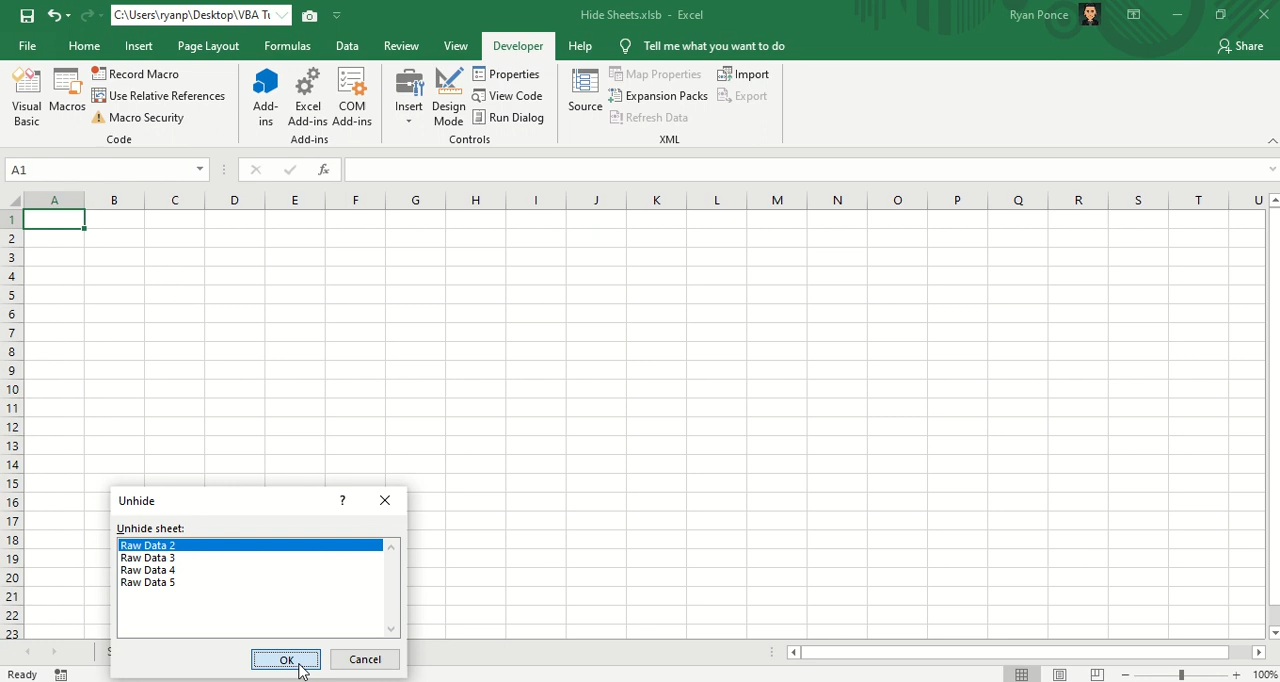 C:\Users\ryanp\Desktop\VBA Tu
Hide Sheets.xlsb - Excel
Ryan Ponce
File Home Insert Page Layout Formulas Data Review View Developer Help Tell me what you want to do Share
Visual Basic
Macros
Record Macro
Use Relative References
Macro Security
Code
Add-ins
Excel Add-ins
COM Add-ins
Add-ins
Insert
Design Mode
Properties
View Code
Run Dialog
Controls
Source
Map Properties
Expansion Packs
Refresh Data
Import
Export
XML
A1
fx
A B C D E F G H I J K L M N O P Q R S T U
1
2
3
4
5
6
7
8
9
10
11
12
13
14
15
16
17
18
19
20
21
22
23
Unhide ?
Unhide sheet:
Raw Data 2
Raw Data 3
Raw Data 4
Raw Data 5
OK Cancel
Ready
100%